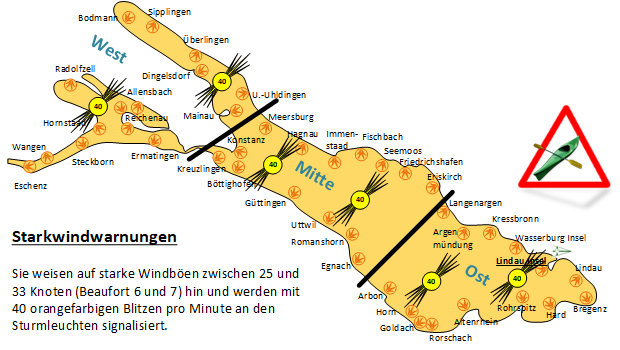 Sipplingen
Bodmann
Überlingen
West
Dingelsdorf
40
Radolfzell
Allensbach
U.-Uhldingen
40
Mainau
Meersburg
Hornstaad
Reichenau
Hagnau
Immen-
staad
Fischbach
Konstanz
Wangen
Ermatingen
Seemoos
Steckborn
Kreuzlingen
40
Friedrichshafen
Eschenz
Böttighofen
Mitte
Eriskirch
Güttingen
40
Langenargen
Kressbronn
Uttwil
Argen
mündung
Wasserburg Insel
Romanshorn
Lindau Insel
Egnach
Ost
Lindau
40
40
Arbon
Rohrspitz
Bregenz
Horn
Altenrhein
Hard
Goldach
Rorschach
Starkwindwarnungen
Sie weisen auf starke Windböen zwischen 25 und
33 Knoten (Beaufort 6 und 7) hin und werden mit
40 orangefarbigen Blitzen pro Minute an den
Sturmleuchten signalisiert.